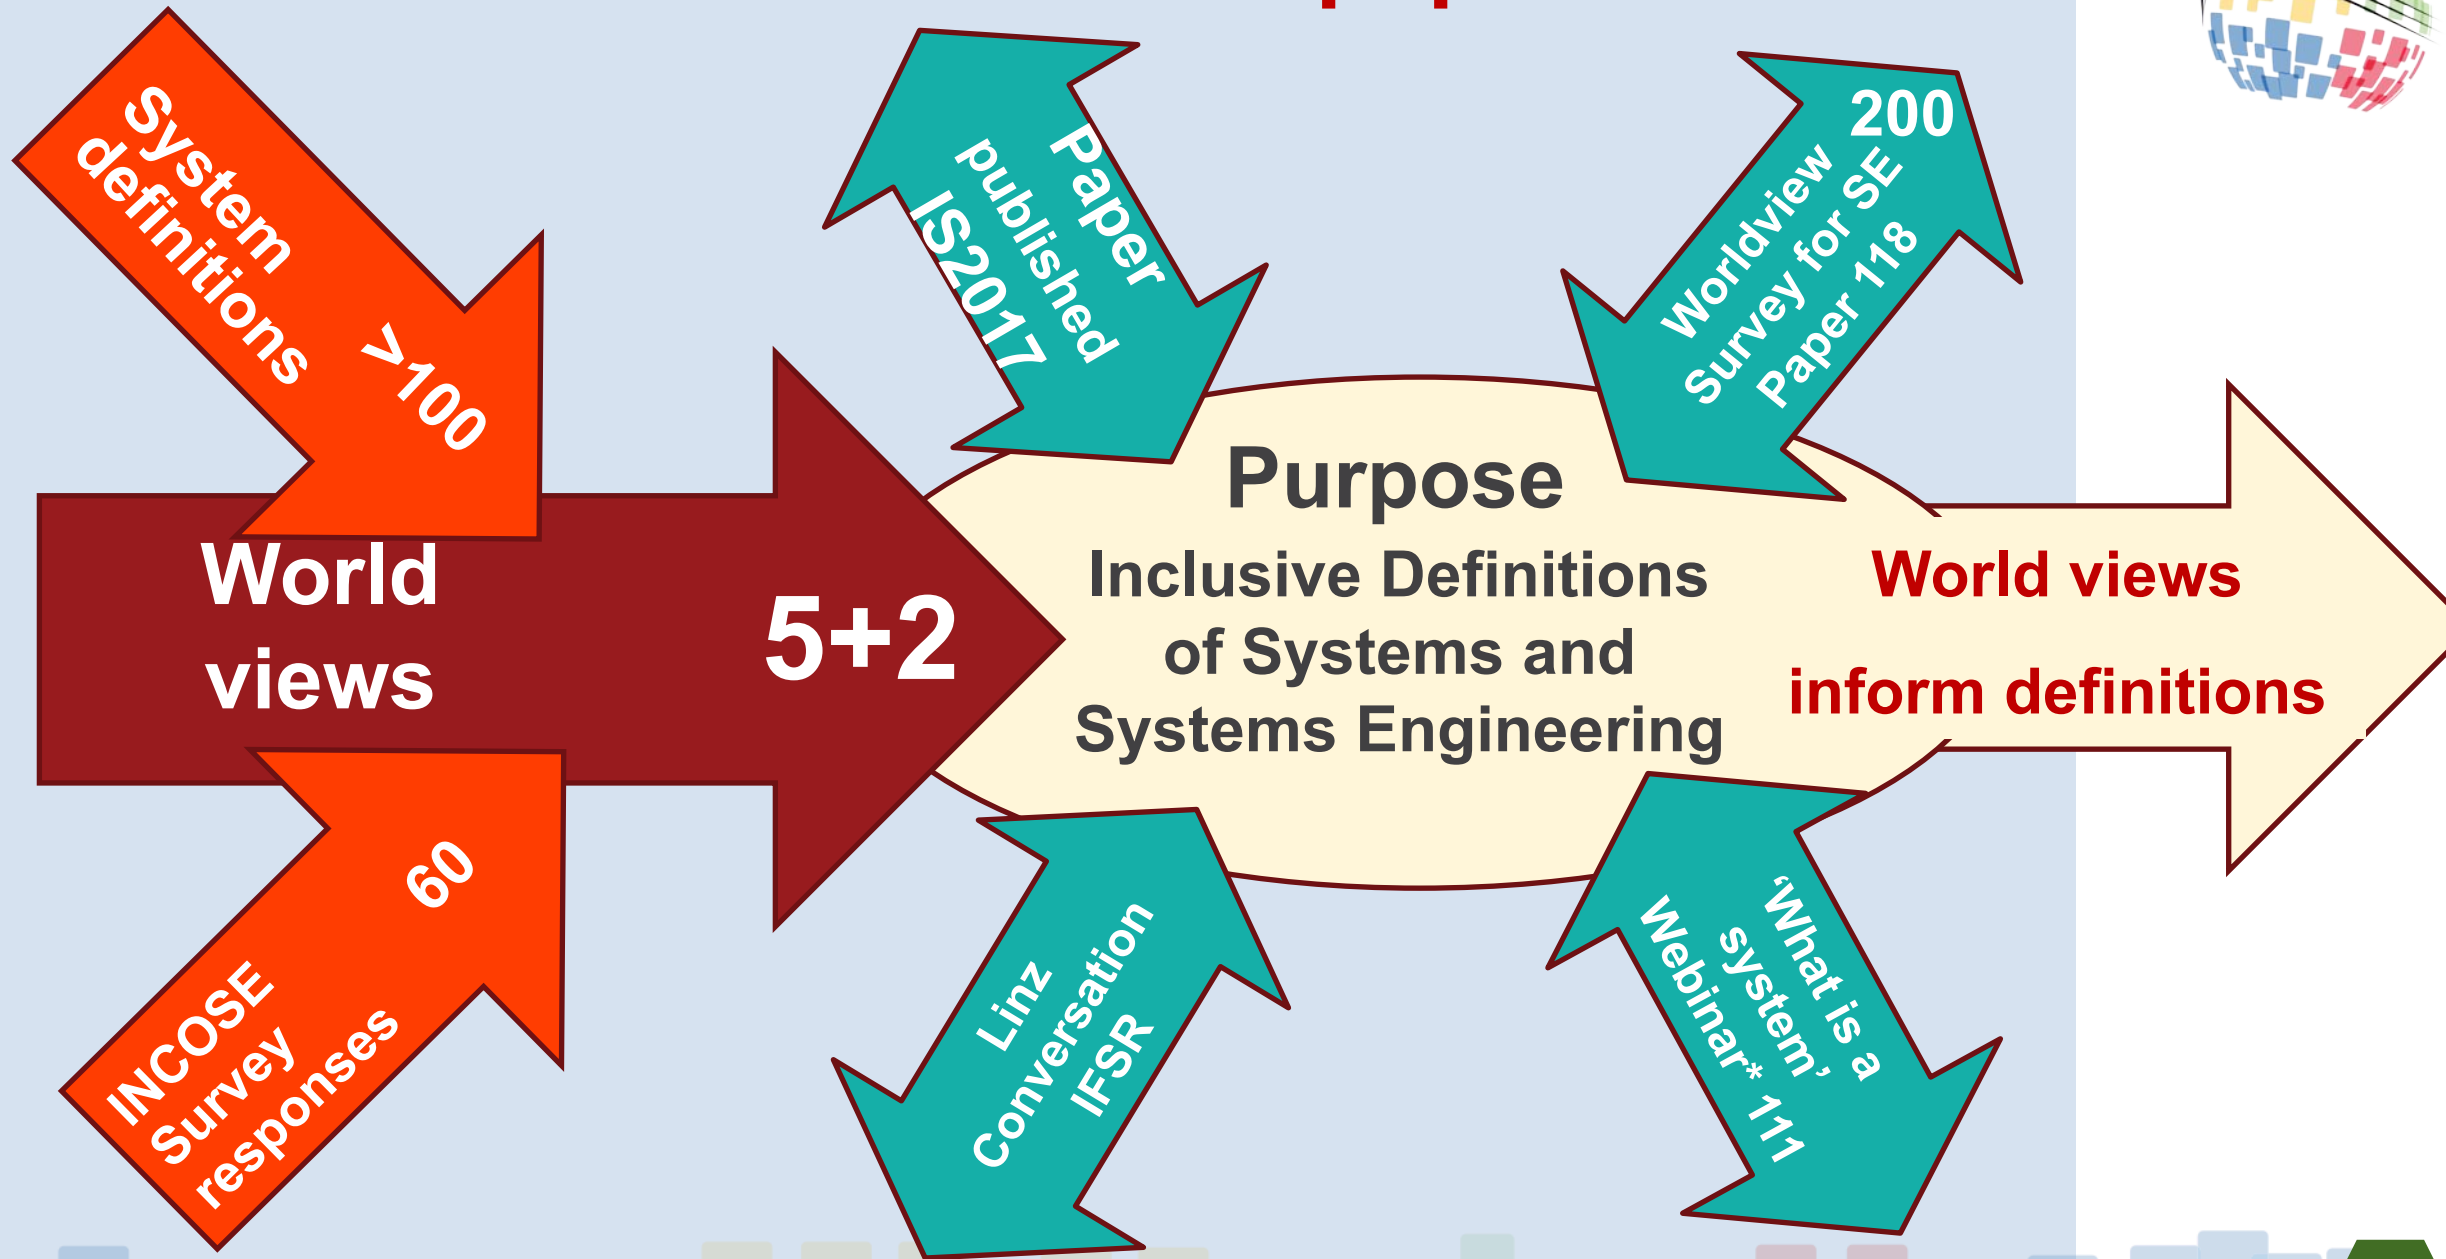 System
definitions
>100
Paper
published
IS2017
200
Worldview
Survey for SE
Paper 118
World
views
5+2
Purpose
Inclusive Definitions
of Systems and
Systems Engineering
World views
inform definitions
60
INCOSE
Survey
responses
Linz
Conversation
IFSR
‘What is a
system’
Webinar* 111